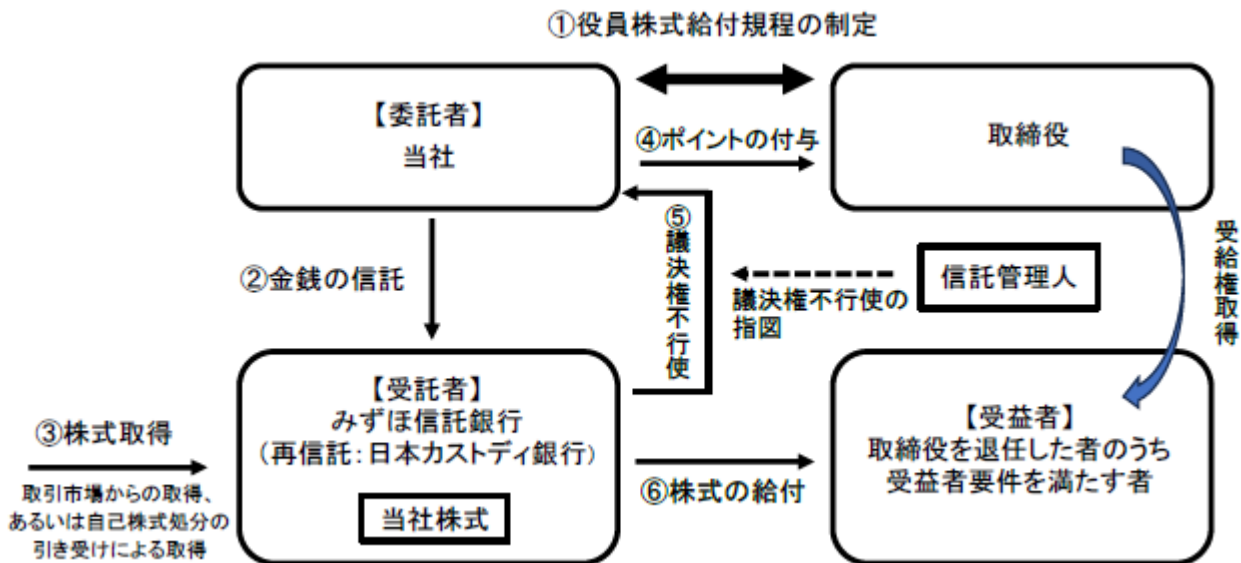 ①役員株式給付規程の制定
【委託者】
当社
④ポイントの付与
取締役
②金銭の信託
⑤議決権不行使
議決権不行使の
指図
信託管理人
受給権取得
③株式取得
取引市場からの取得、
あるいは自己株式処分の
引き受けによる取得
【受託者】
みずほ信託銀行
(再信託:日本カストディ銀行)
当社株式
⑥株式の給付
【受益者】
取締役を退任した者のうち
受益者要件を満たす者